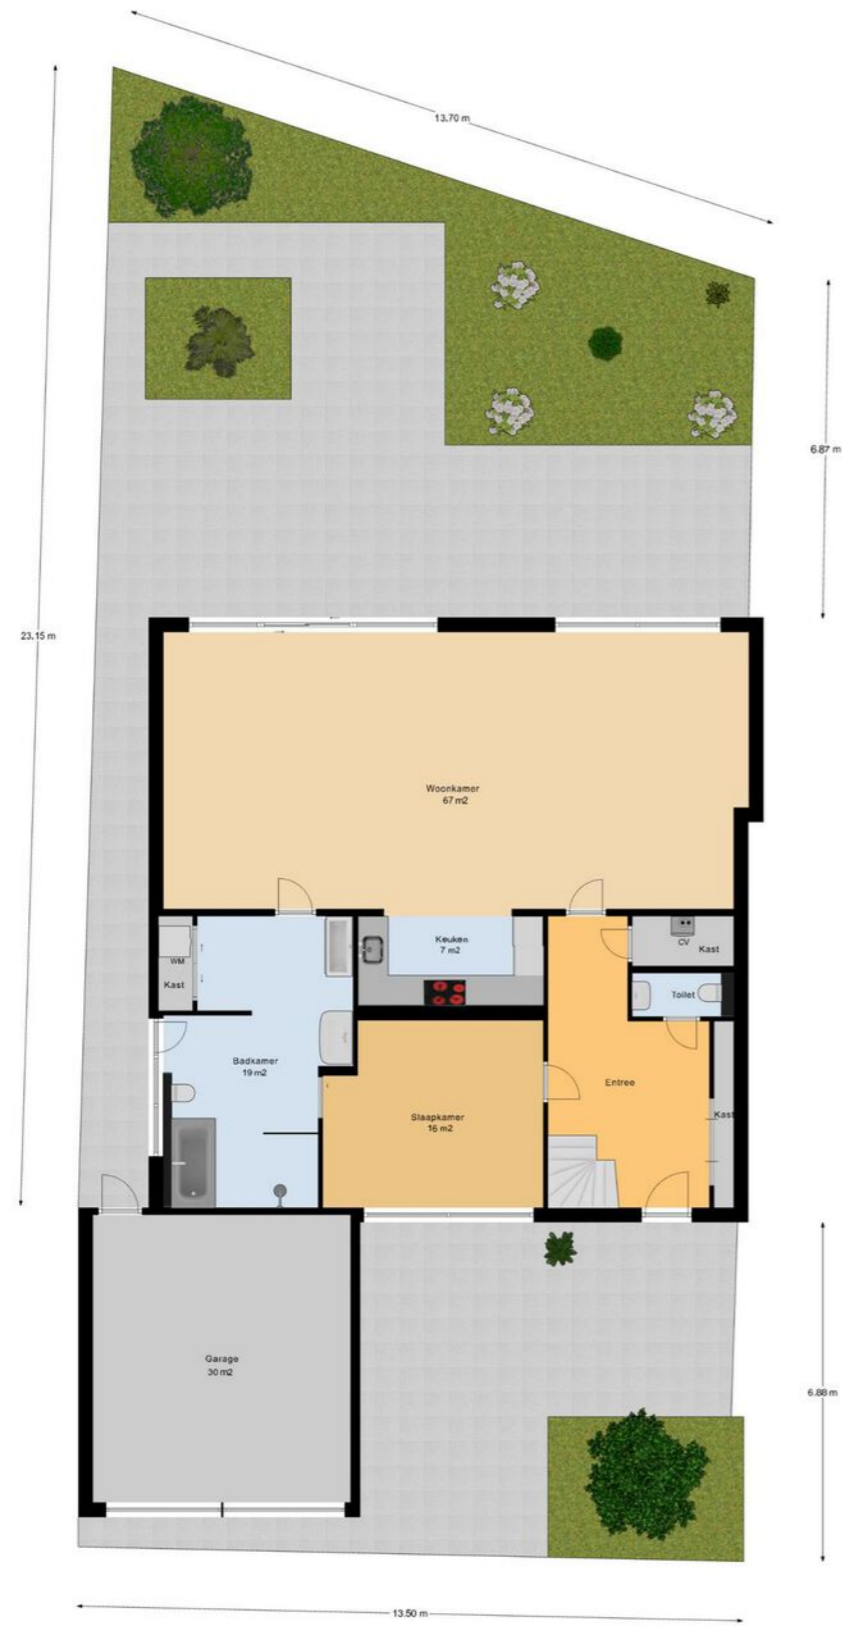 13.70 m
6.87 m
23.15 m
Woonkamer
67 m2
Keuken
7 m2
CV
Kast
WM
Kast
Toilet
Badkamer
19 m2
Entree
Slaapkamer
16 m2
Kast
Garage
30 m2
6.88 m
13.50 m